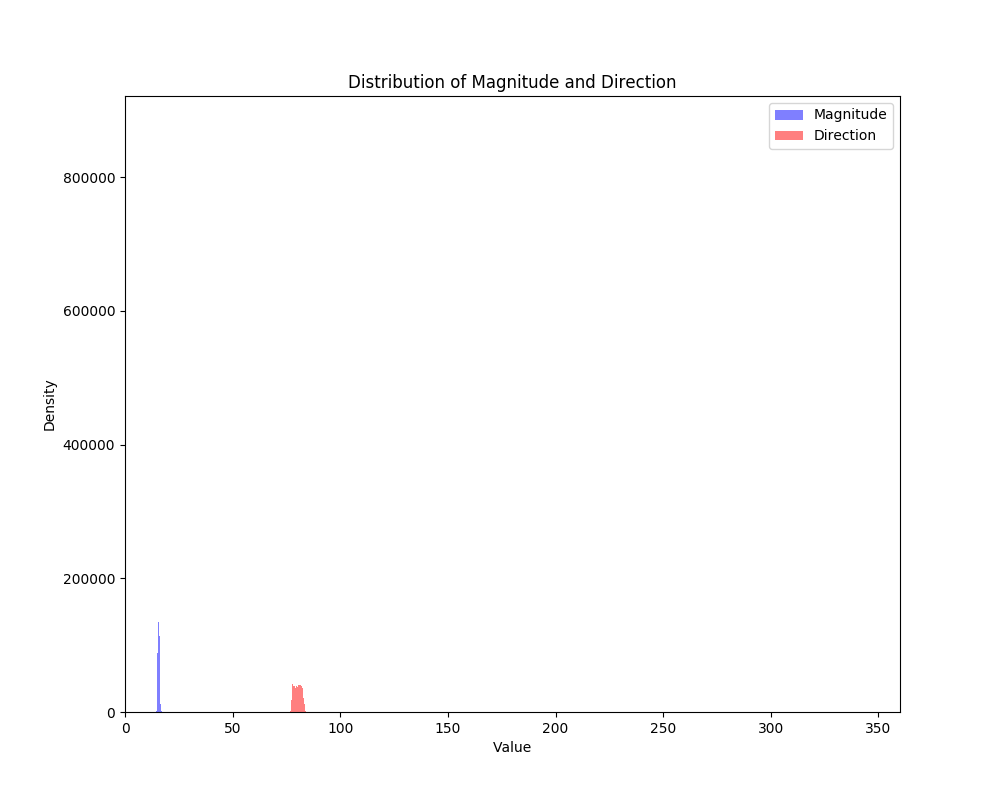 Distribution of Magnitude and Direction
Magnitude
Direction
800000
600000
400000
200000
0
Density
0 50 100 150 200 250 300 350
Value